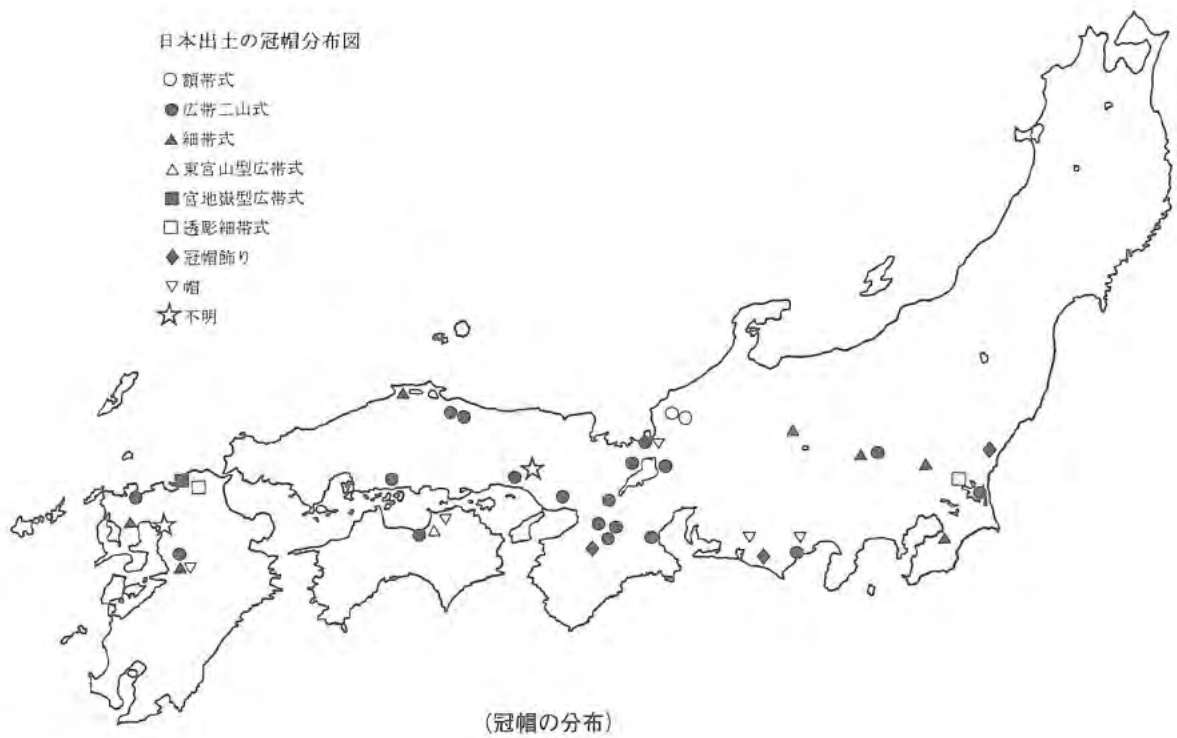 日本出土の冠帽分布図
○ 額帯式
● 広帯二山式
▲ 細帯式
△ 東宮山型広帯式
■ 宮地嶽型広帯式
□ 透彫細帯式
◆ 冠帽飾り
▽ 帽
☆ 不明
(冠帽の分布)